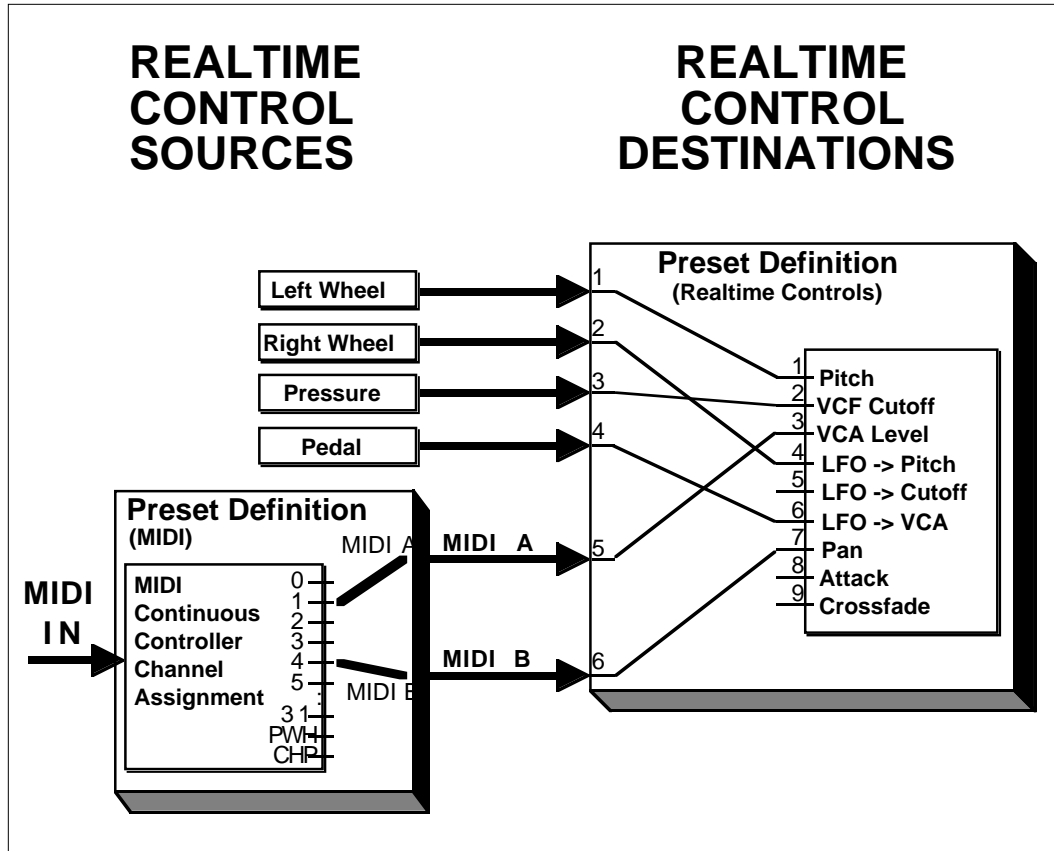 REALTIME
CONTROL
SOURCES
REALTIME
CONTROL
DESTINATIONS
Left Wheel
Right Wheel
Pressure
Pedal
Preset Definition
(MIDI)
MIDI A
MIDI
IN
MIDI
Continuous
Controller
Channel
Assignment
0
1
2
3
4
5
:
31
PWH
CHP
MIDI B
MIDI A
MIDI B
1
2
3
4
5
6
Preset Definition
(Realtime Controls)
1 Pitch
2 VCF Cutoff
3 VCA Level
4 LFO -> Pitch
5 LFO -> Cutoff
6 LFO -> VCA
7 Pan
8 Attack
9 Crossfade